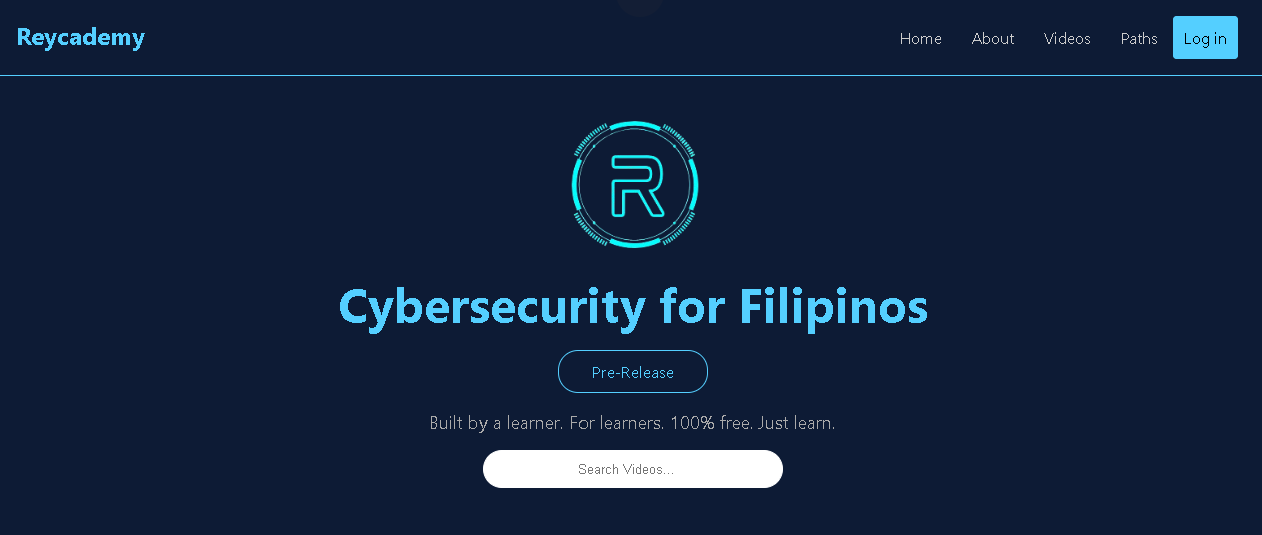 Reycademy
Home About Videos Paths Log in
R
Cybersecurity for Filipinos
Pre-Release
Built by a learner. For learners. 100% free. Just learn.
Search Videos...